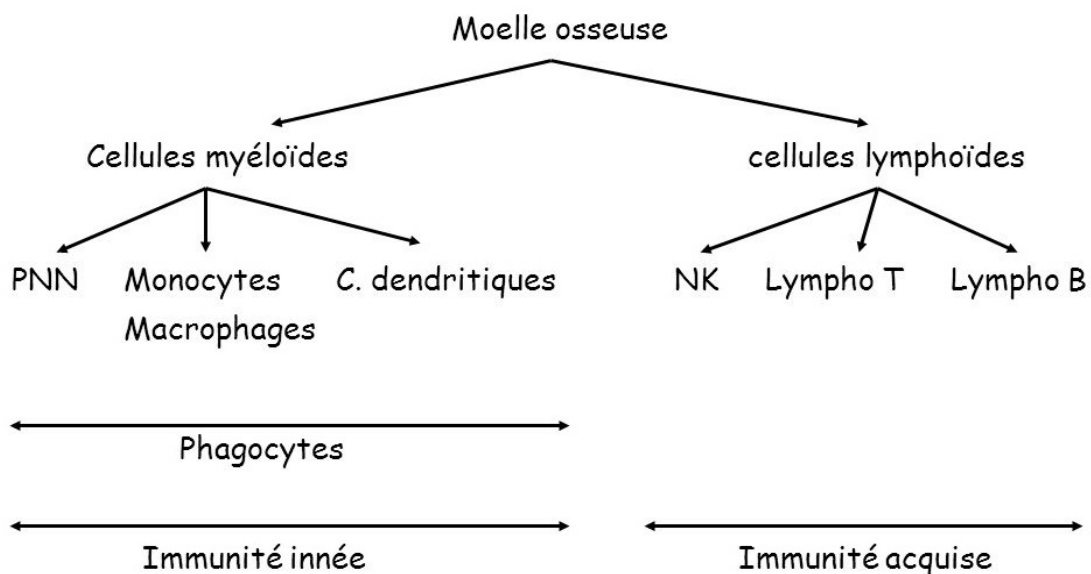 Moelle osseuse
Cellules myéloïdes cellules lymphoïdes
PNN Monocytes C. dendritiques NK Lympho T Lympho B
Macrophages
Phagocytes
Immunité innée Immunité acquise